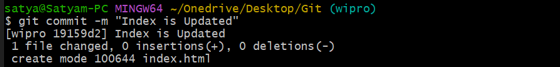 satya@Satyam-PC MINGW64 ~/Onedrive/Desktop/Git (wipro)
$ git commit -m "Index is Updated"
[wipro 19159d2] Index is Updated
 1 file changed, 0 insertions(+), 0 deletions(-)
 create mode 100644 index.html